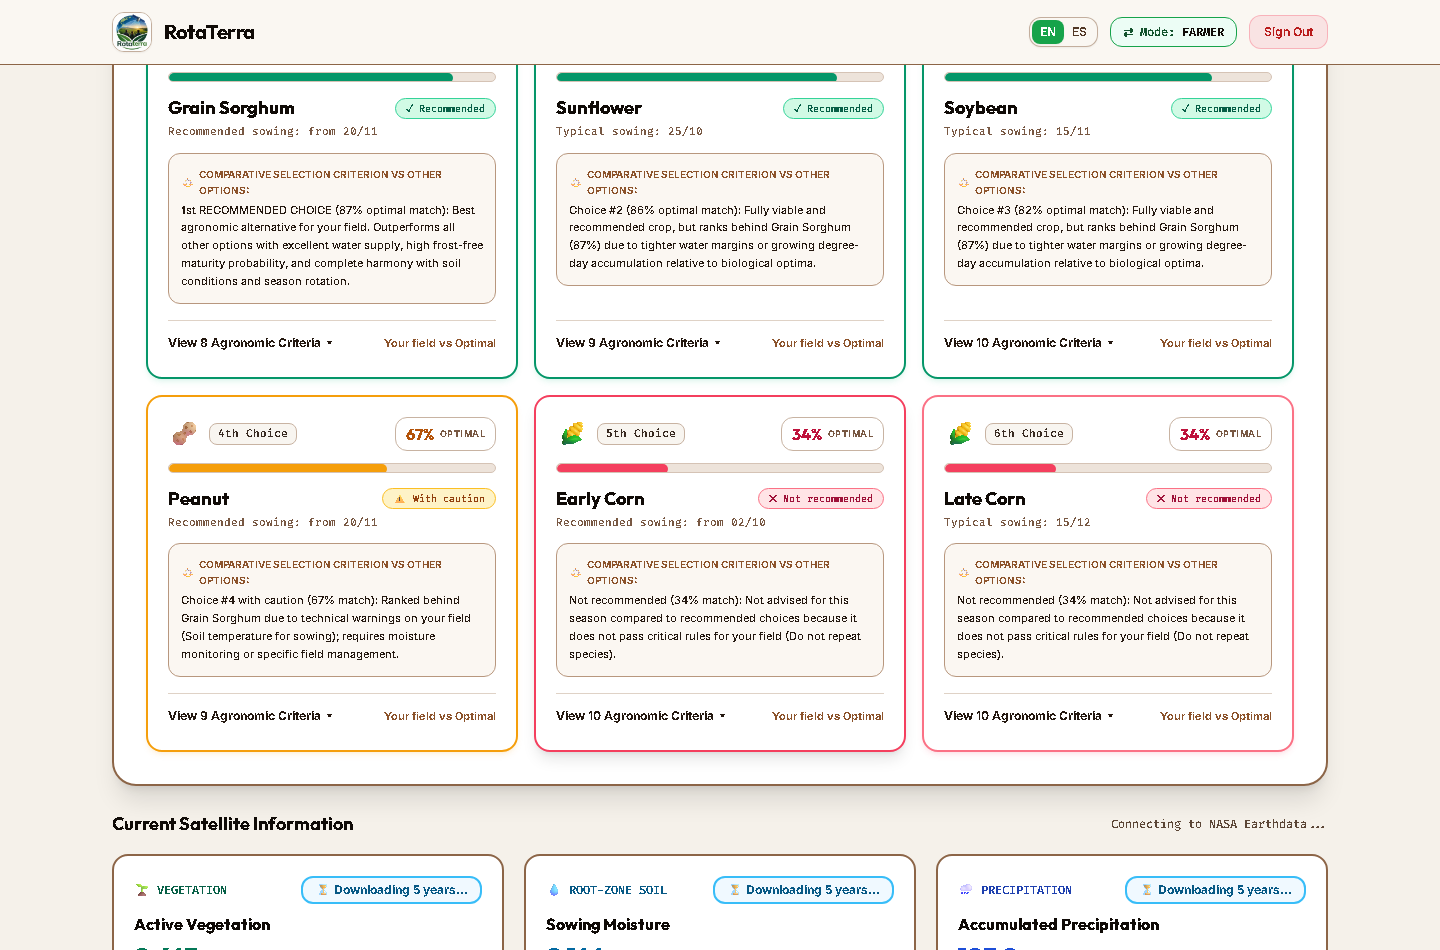 RotaTerra
EN ES
⇄ Mode: FARMER
Sign Out
Grain Sorghum
✓ Recommended
Recommended sowing: from 20/11
COMPARATIVE SELECTION CRITERION VS OTHER
OPTIONS:
1st RECOMMENDED CHOICE (87% optimal match): Best
agronomic alternative for your field. Outperforms all
other options with excellent water supply, high frost-free
maturity probability, and complete harmony with soil
conditions and season rotation.
View 8 Agronomic Criteria ▾
Your field vs Optimal
Sunflower
✓ Recommended
Typical sowing: 25/10
COMPARATIVE SELECTION CRITERION VS OTHER
OPTIONS:
Choice #2 (86% optimal match): Fully viable and
recommended crop, but ranks behind Grain Sorghum
(87%) due to tighter water margins or growing degree-
day accumulation relative to biological optima.
View 9 Agronomic Criteria ▾
Your field vs Optimal
Soybean
✓ Recommended
Typical sowing: 15/11
COMPARATIVE SELECTION CRITERION VS OTHER
OPTIONS:
Choice #3 (82% optimal match): Fully viable and
recommended crop, but ranks behind Grain Sorghum
(87%) due to tighter water margins or growing degree-
day accumulation relative to biological optima.
View 10 Agronomic Criteria ▾
Your field vs Optimal
4th Choice
67% OPTIMAL
Peanut
⚠ With caution
Recommended sowing: from 20/11
COMPARATIVE SELECTION CRITERION VS OTHER
OPTIONS:
Choice #4 with caution (67% match): Ranked behind
Grain Sorghum due to technical warnings on your field
(Soil temperature for sowing); requires moisture
monitoring or specific field management.
View 9 Agronomic Criteria ▾
Your field vs Optimal
5th Choice
34% OPTIMAL
Early Corn
✕ Not recommended
Recommended sowing: from 02/10
COMPARATIVE SELECTION CRITERION VS OTHER
OPTIONS:
Not recommended (34% match): Not advised for this
season compared to recommended choices because it
does not pass critical rules for your field (Do not repeat
species).
View 10 Agronomic Criteria ▾
Your field vs Optimal
6th Choice
34% OPTIMAL
Late Corn
✕ Not recommended
Typical sowing: 15/12
COMPARATIVE SELECTION CRITERION VS OTHER
OPTIONS:
Not recommended (34% match): Not advised for this
season compared to recommended choices because it
does not pass critical rules for your field (Do not repeat
species).
View 10 Agronomic Criteria ▾
Your field vs Optimal
Current Satellite Information
Connecting to NASA Earthdata...
VEGETATION
Downloading 5 years...
Active Vegetation
ROOT-ZONE SOIL
Downloading 5 years...
Sowing Moisture
PRECIPITATION
Downloading 5 years...
Accumulated Precipitation